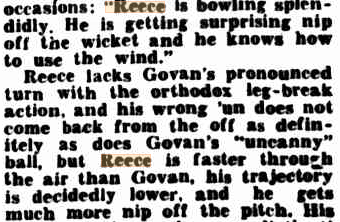 occasions: "Reece is bowling splen-
didly. He is getting surprising nip
off the wicket and he knows how
to use the wind."
Reece lacks Govan's pronounced
turn with the orthodox leg-break
action, and his wrong 'un does not
come back from the off as defin-
itely as does Govan's "uncanny"
ball, but Reece is faster through
the air than Govan, his trajectory
is decidedly lower, and he gets
much more nip off the pitch. His